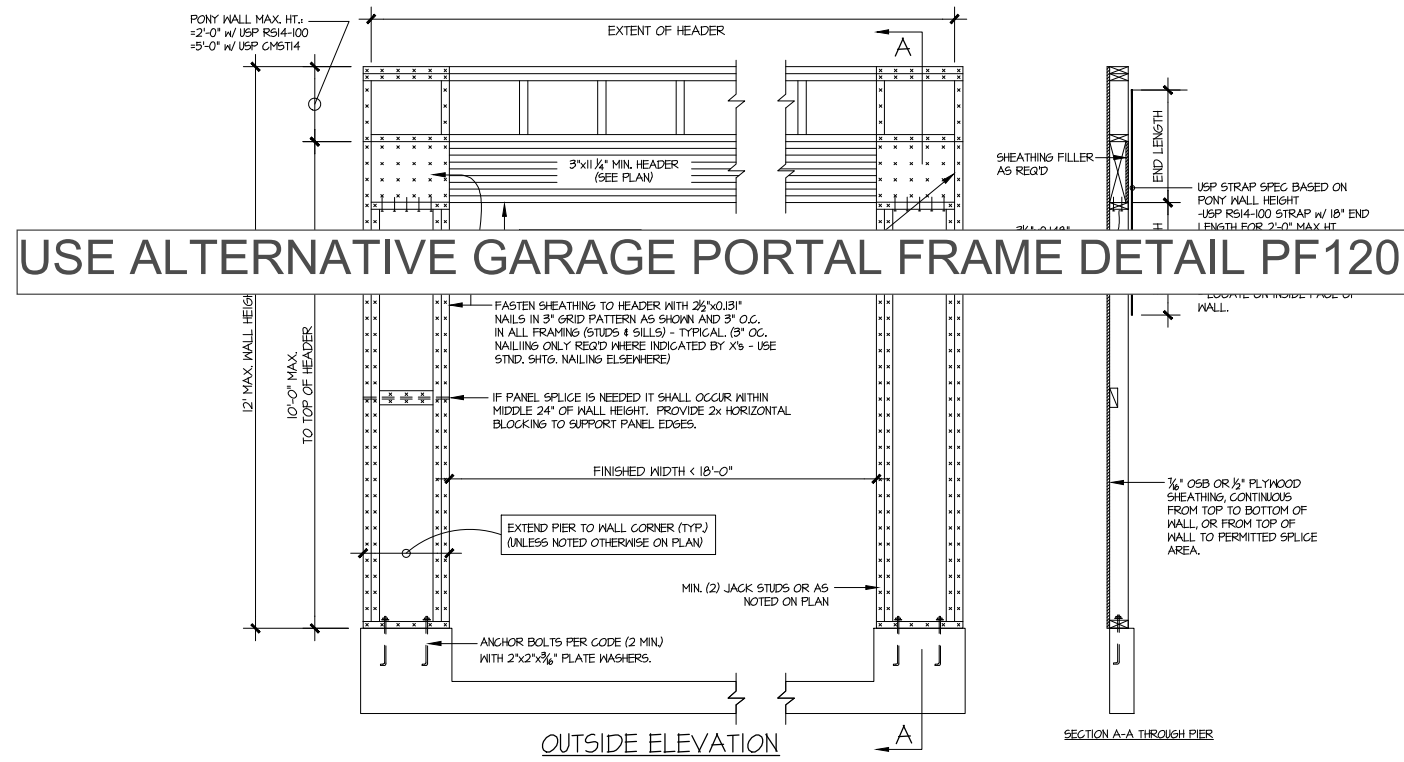 PONY WALL MAX. HT.:
=2'-0" W/ USP RS14-100
=5'-0" W/ USP CMST14
EXTENT OF HEADER
A
3"x11 1/4" MIN. HEADER
(SEE PLAN)
SHEATHING FILLER
AS REQ'D
END LENGTH
USP STRAP SPEC BASED ON
PONY WALL HEIGHT
-USP RS14-100 STRAP w/ 18" END
LENGTH FOR 2'-0" MAX HT.
USE ALTERNATIVE GARAGE PORTAL FRAME DETAIL PF120
WALL.
12' MAX. WALL HEIGH
10'-0" MAX.
TO TOP OF HEADER
FASTEN SHEATHING TO HEADER WITH 2 1/2"x0.131"
NAILS IN 3" GRID PATTERN AS SHOWN AND 3" O.C.
IN ALL FRAMING (STUDS & SILLS) - TYPICAL. (3" OC.
NAILING ONLY REQ'D WHERE INDICATED BY X's - USE
STND. SHTG. NAILING ELSEWHERE)
IF PANEL SPLICE IS NEEDED IT SHALL OCCUR WITHIN
MIDDLE 24" OF WALL HEIGHT. PROVIDE 2x HORIZONTAL
BLOCKING TO SUPPORT PANEL EDGES.
FINISHED WIDTH < 18'-0"
7/16" OSB OR 1/2" PLYWOOD
SHEATHING, CONTINUOUS
FROM TOP TO BOTTOM OF
WALL, OR FROM TOP OF
WALL TO PERMITTED SPLICE
AREA.
EXTEND PIER TO WALL CORNER (TYP.)
(UNLESS NOTED OTHERWISE ON PLAN)
MIN. (2) JACK STUDS OR AS
NOTED ON PLAN
ANCHOR BOLTS PER CODE (2 MIN.)
WITH 2"x2"x3/16" PLATE WASHERS.
A
OUTSIDE ELEVATION
SECTION A-A THROUGH PIER